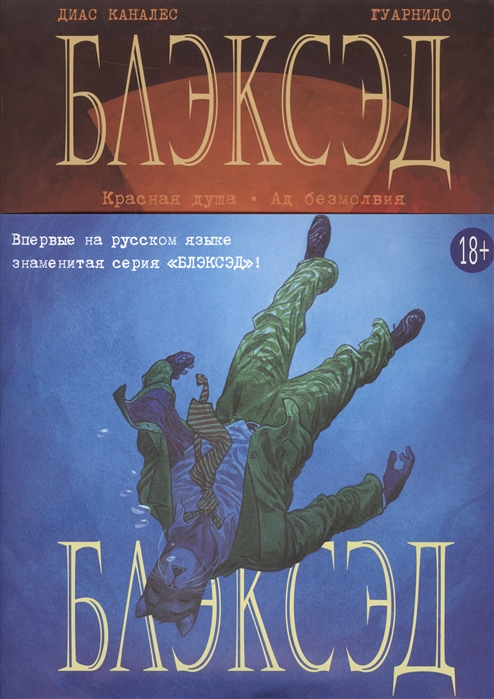 ДИАС КАНАЛЕС ГУАРНИДО
БЛЭКСЭД
Красная душа • Ад безмолвия
Впервые на русском языке
знаменитая серия «БЛЭКСЭД»!
18+
БЛЭКСЭД